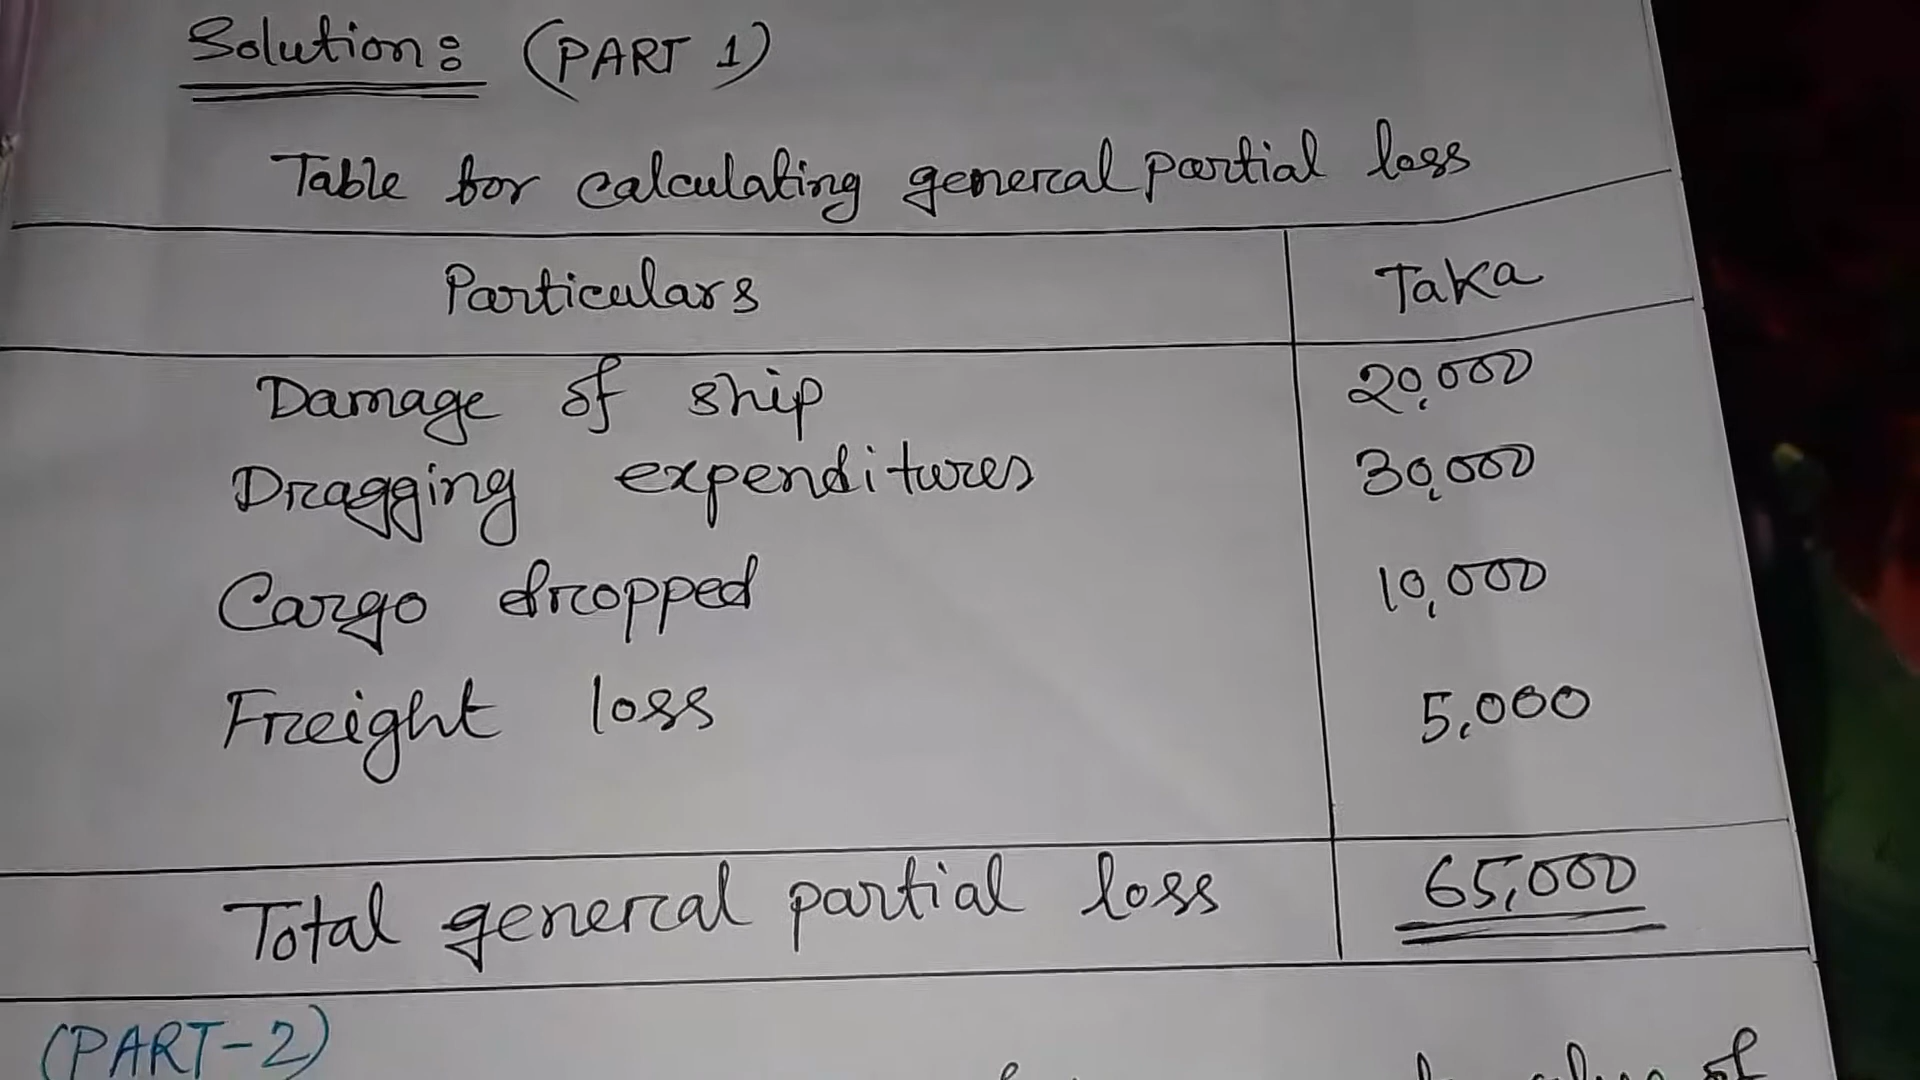 Solution: (PART 1)
Table for calculating general partial loss
Particulars Taka
Damage of ship 20,000
Dragging expenditures 30,000
Cargo dropped 10,000
Freight loss 5,000
Total general partial loss 65,000
(PART-2)
of